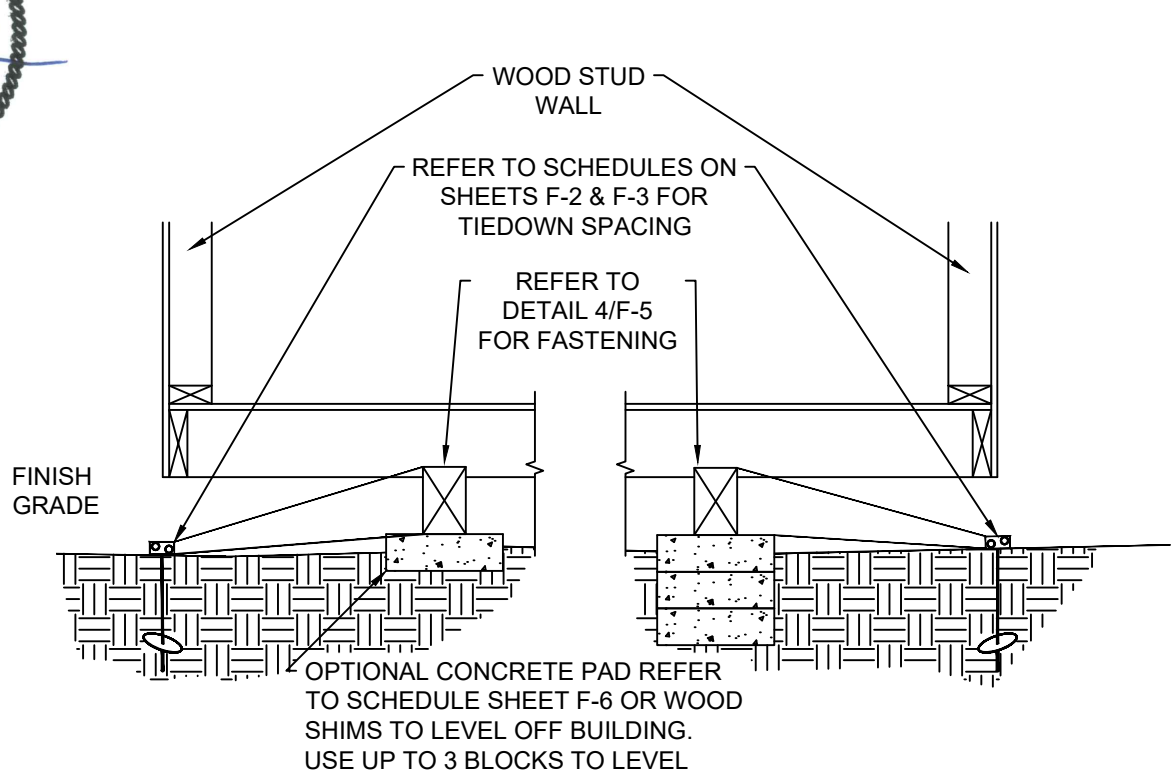 WOOD STUD
WALL
REFER TO SCHEDULES ON
SHEETS F-2 & F-3 FOR
TIEDOWN SPACING
REFER TO
DETAIL 4/F-5
FOR FASTENING
FINISH
GRADE
OPTIONAL CONCRETE PAD REFER
TO SCHEDULE SHEET F-6 OR WOOD
SHIMS TO LEVEL OFF BUILDING.
USE UP TO 3 BLOCKS TO LEVEL